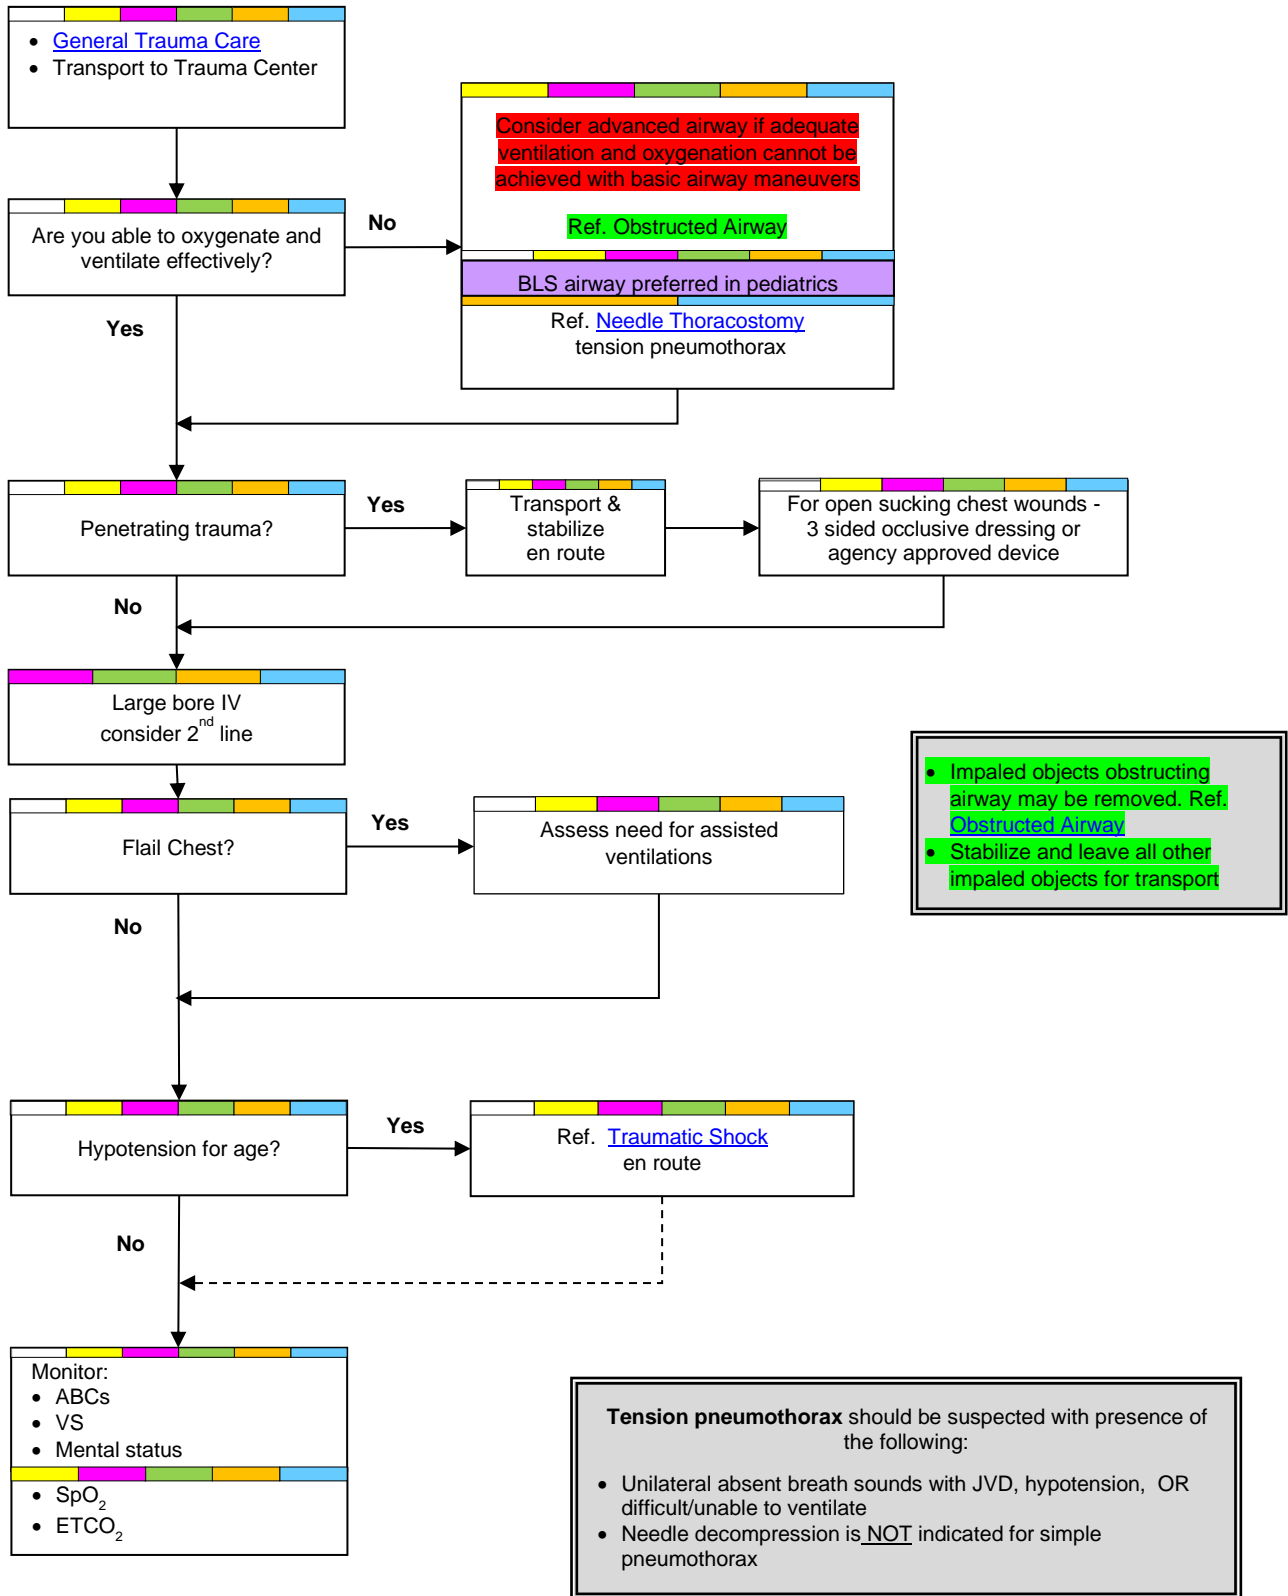 • General Trauma Care
• Transport to Trauma Center
Consider advanced airway if adequate
ventilation and oxygenation cannot be
achieved with basic airway maneuvers
Ref. Obstructed Airway
BLS airway preferred in pediatrics
Ref. Needle Thoracostomy
tension pneumothorax
Are you able to oxygenate and
ventilate effectively?
No
Yes
Penetrating trauma?
Yes
Transport &
stabilize
en route
For open sucking chest wounds -
3 sided occlusive dressing or
agency approved device
No
Large bore IV
consider 2nd line
• Impaled objects obstructing
airway may be removed. Ref.
Obstructed Airway
• Stabilize and leave all other
impaled objects for transport
Flail Chest?
Yes
Assess need for assisted
ventilations
No
Hypotension for age?
Yes
Ref. Traumatic Shock
en route
No
Monitor:
• ABCs
• VS
• Mental status
• SpO2
• ETCO2
Tension pneumothorax should be suspected with presence of
the following:
• Unilateral absent breath sounds with JVD, hypotension, OR
difficult/unable to ventilate
• Needle decompression is NOT indicated for simple
pneumothorax